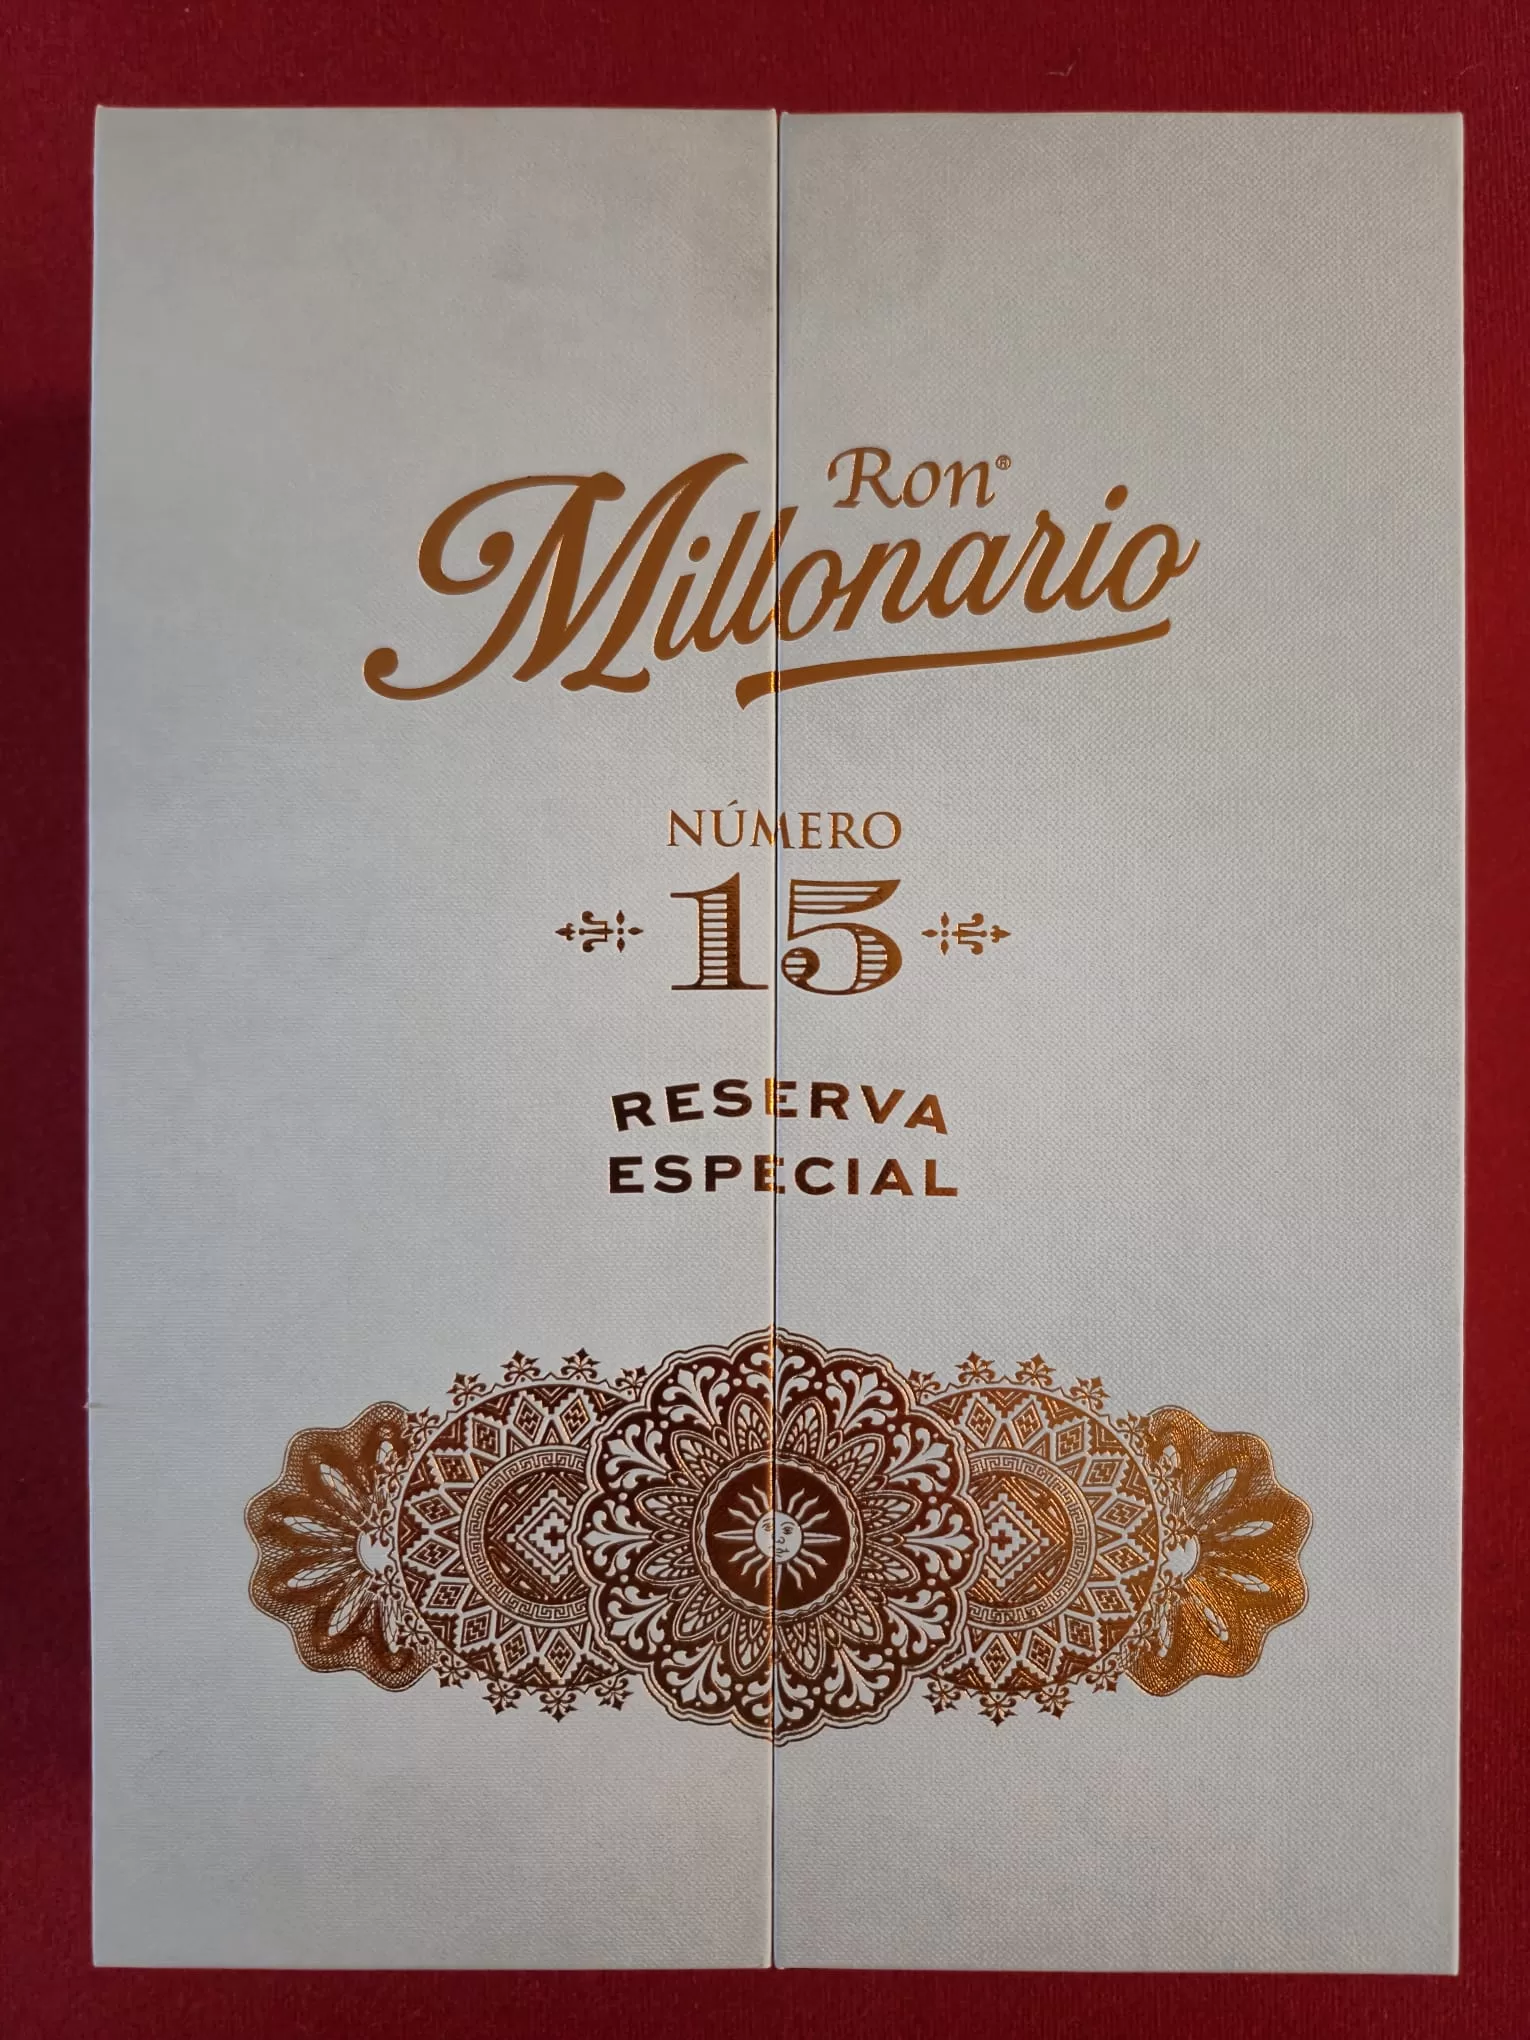 Ron®
Millonario
NÚMERO
15
RESERVA
ESPECIAL